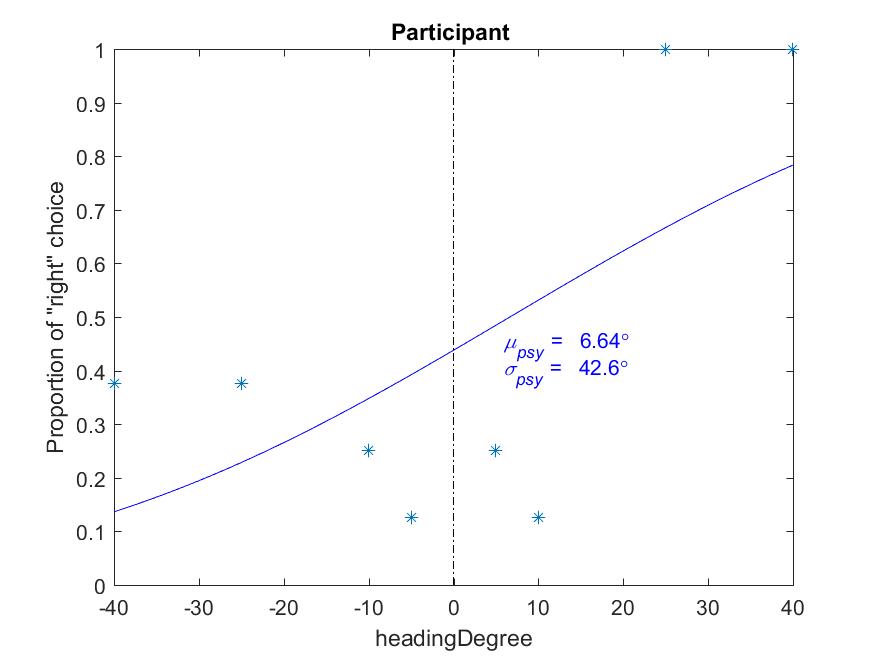 Participant
Proportion of "right" choice
1
0.9
0.8
0.7
0.6
0.5
0.4
0.3
0.2
0.1
0
μpsy = 6.64°
σpsy = 42.6°
-40 -30 -20 -10 0 10 20 30 40
headingDegree